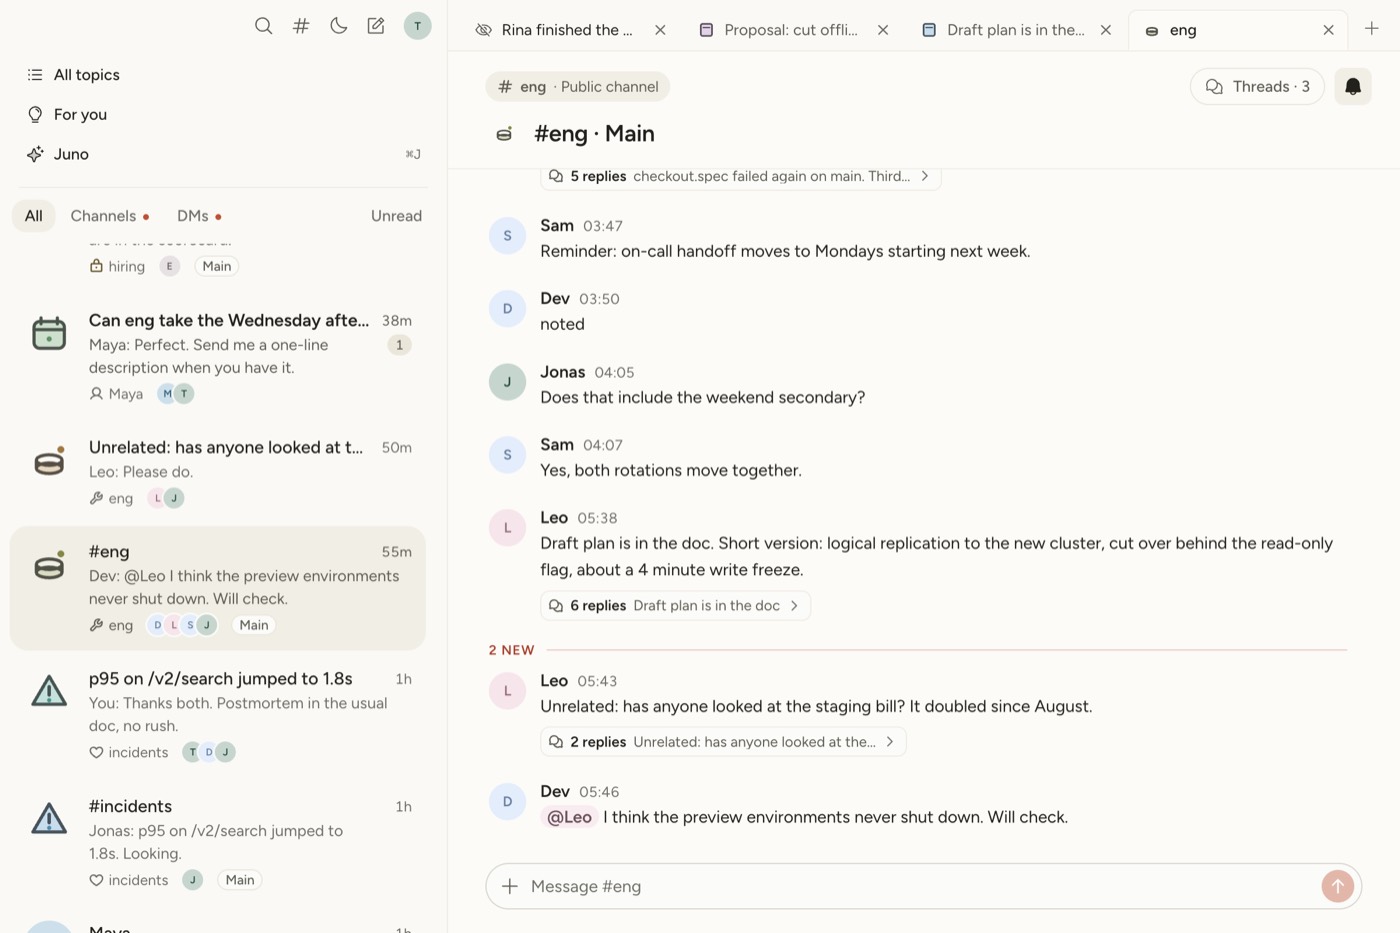 T
All topics
For you
Juno
⌘J
All
Channels
DMs
Unread
are in the scorecard.
hiring
E
Main
Can eng take the Wednesday afte...
38m
Maya: Perfect. Send me a one-line
1
description when you have it.
Maya
M
T
Unrelated: has anyone looked at t...
50m
Leo: Please do.
eng
L
J
#eng
55m
Dev: @Leo I think the preview environments
never shut down. Will check.
eng
D
L
S
J
Main
p95 on /v2/search jumped to 1.8s
1h
You: Thanks both. Postmortem in the usual
doc, no rush.
incidents
T
D
J
#incidents
1h
Jonas: p95 on /v2/search jumped to
1.8s. Looking.
incidents
J
Main
Maya
1h
Rina finished the ...
Proposal: cut offli...
Draft plan is in the...
eng
# eng · Public channel
Threads · 3
#eng · Main
5 replies checkout.spec failed again on main. Third...
S
Sam 03:47
Reminder: on-call handoff moves to Mondays starting next week.
D
Dev 03:50
noted
J
Jonas 04:05
Does that include the weekend secondary?
S
Sam 04:07
Yes, both rotations move together.
L
Leo 05:38
Draft plan is in the doc. Short version: logical replication to the new cluster, cut over behind the read-only
flag, about a 4 minute write freeze.
6 replies Draft plan is in the doc
2 NEW
L
Leo 05:43
Unrelated: has anyone looked at the staging bill? It doubled since August.
2 replies Unrelated: has anyone looked at the...
D
Dev 05:46
@Leo I think the preview environments never shut down. Will check.
Message #eng